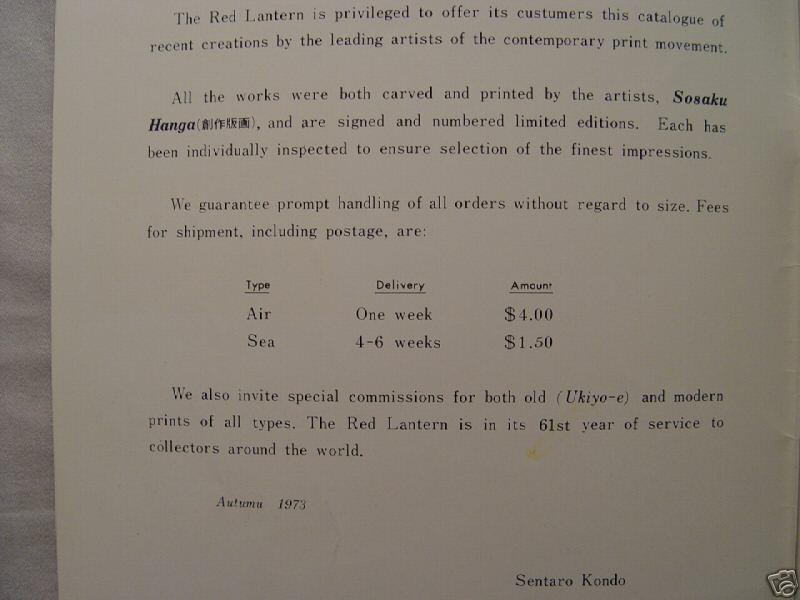 The Red Lantern is privileged to offer its custumers this catalogue of
recent creations by the leading artists of the contemporary print movement.
All the works were both carved and printed by the artists, Sosaku
Hanga(創作版画), and are signed and numbered limited editions. Each has
been individually inspected to ensure selection of the finest impressions.
We guarantee prompt handling of all orders without regard to size. Fees
for shipment, including postage, are:
Type Delivery Amount
Air One week $4.00
Sea 4-6 weeks $1.50
We also invite special commissions for both old (Ukiyo-e) and modern
prints of all types. The Red Lantern is in its 61st year of service to
collectors around the world.
Autumu 1973
Sentaro Kondo